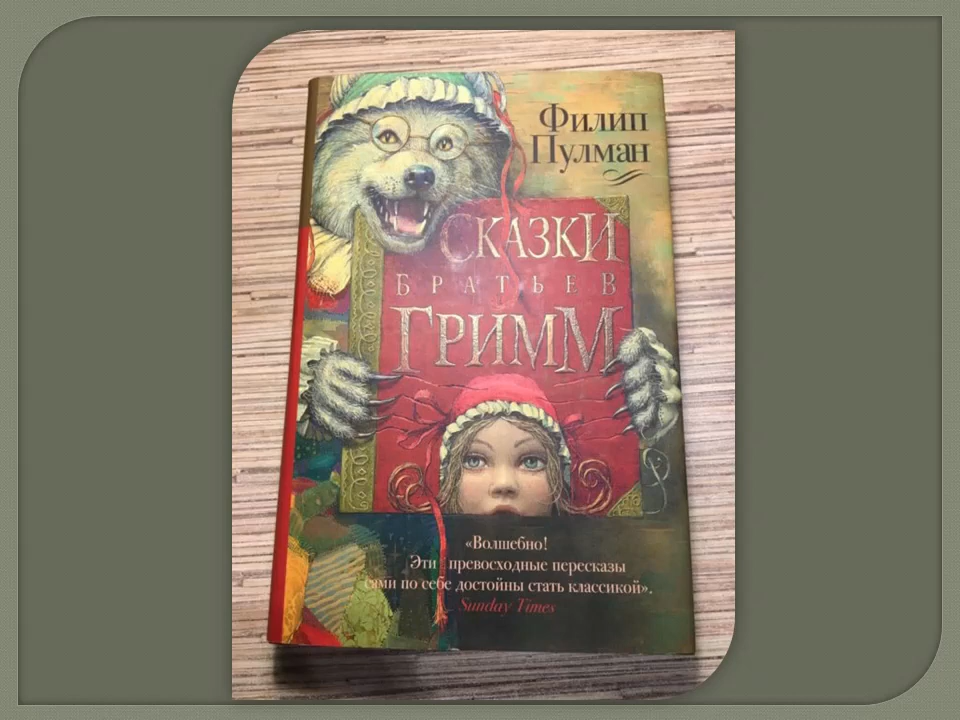 Филип
Пулман
СКАЗКИ
БРАТЬЕВ
ГРИММ
«Волшебно!
Эти превосходные пересказы
сами по себе достойны стать классикой».
Sunday Times